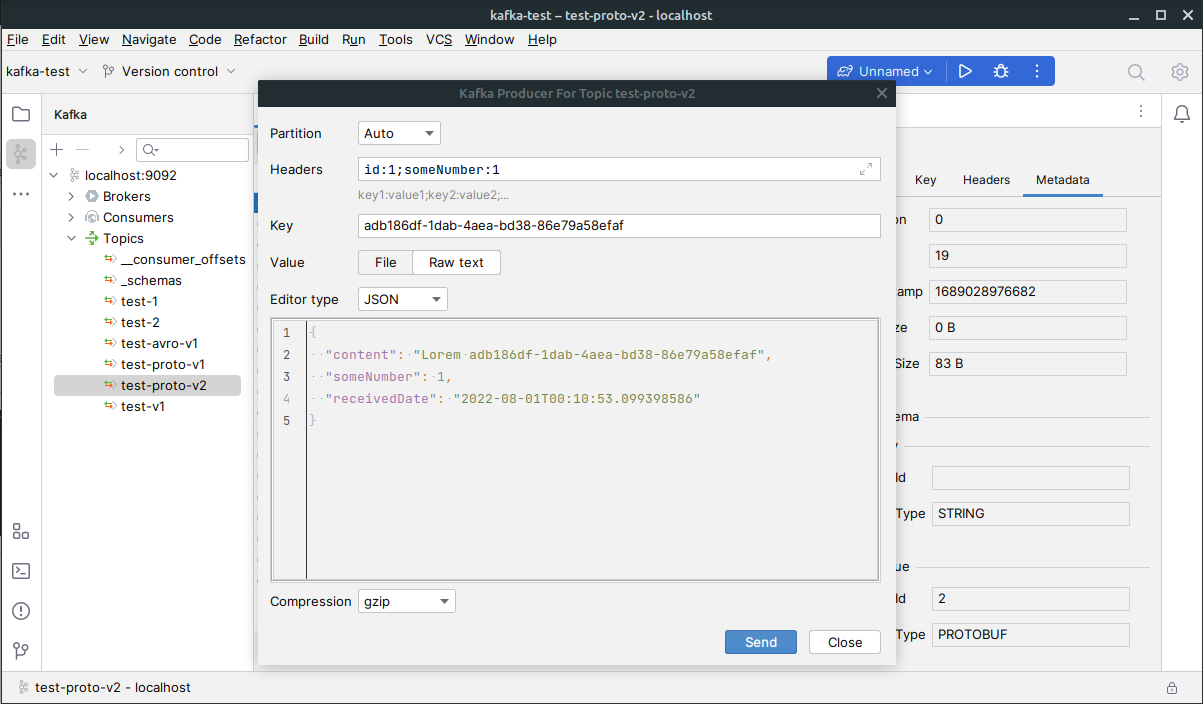 kafka-test – test-proto-v2 - localhost
File Edit View Navigate Code Refactor Build Run Tools VCS Window Help
kafka-test Version control Unnamed
Kafka
localhost:9092
Brokers
Consumers
Topics
__consumer_offsets
_schemas
test-1
test-2
test-avro-v1
test-proto-v1
test-proto-v2
test-v1
Kafka Producer For Topic test-proto-v2
Partition Auto
Headers id:1;someNumber:1
key1:value1;key2:value2;...
Key adb186df-1dab-4aea-bd38-86e79a58efaf
Value File Raw text
Editor type JSON
1 {
2 "content": "Lorem adb186df-1dab-4aea-bd38-86e79a58efaf",
3 "someNumber": 1,
4 "receivedDate": "2022-08-01T00:10:53.099398586"
5 }
Compression gzip
Send Close
Key Headers Metadata
on 0
19
amp 1689028976682
ze 0 B
Size 83 B
ema
Id
Type STRING
ue
Id 2
Type PROTOBUF
test-proto-v2 - localhost